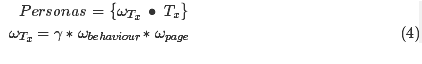 Personas = {ω_{T_x} • T_x}
ω_{T_x} = γ * ω_{behaviour} * ω_{page} (4)